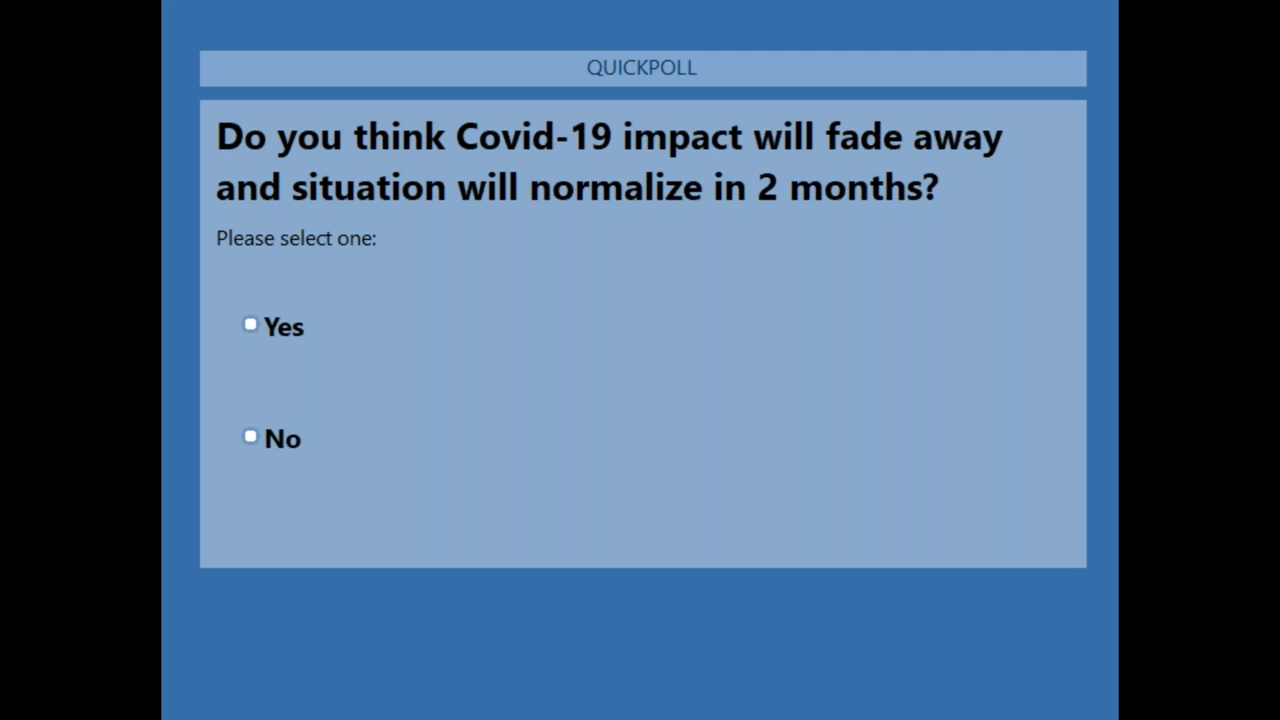 QUICKPOLL
Do you think Covid-19 impact will fade away
and situation will normalize in 2 months?
Please select one:
Yes
No